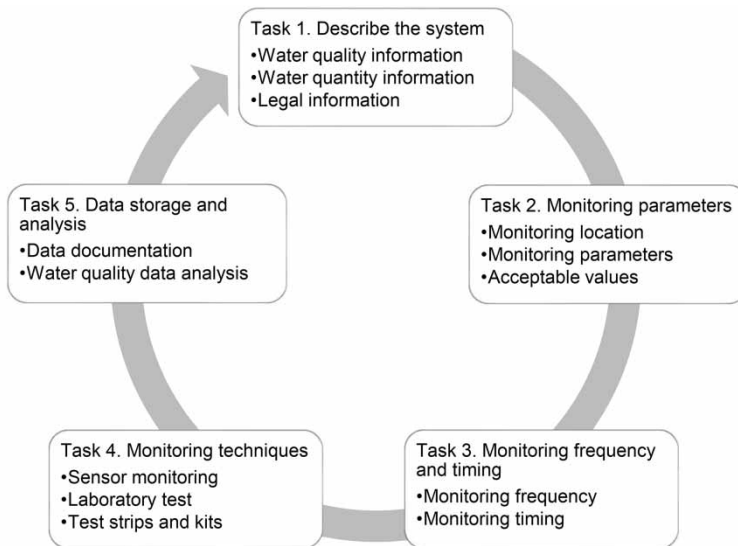 Task 1. Describe the system
•Water quality information
•Water quantity information
•Legal information
Task 2. Monitoring parameters
•Monitoring location
•Monitoring parameters
•Acceptable values
Task 3. Monitoring frequency
and timing
•Monitoring frequency
•Monitoring timing
Task 4. Monitoring techniques
•Sensor monitoring
•Laboratory test
•Test strips and kits
Task 5. Data storage and
analysis
•Data documentation
•Water quality data analysis